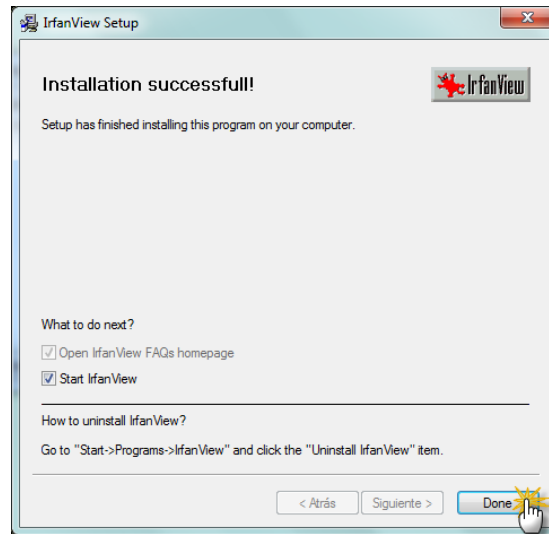 IrfanView Setup
Installation successfull!
IrfanView
Setup has finished installing this program on your computer.
What to do next?
Open IrfanView FAQs homepage
Start IrfanView
How to uninstall IrfanView?
Go to "Start->Programs->IrfanView" and click the "Uninstall IrfanView" item.
< Atrás Siguiente > Done